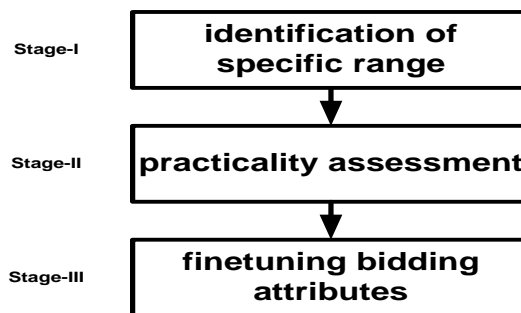 Stage-I
identification of
specific range
Stage-II
practicality assessment
Stage-III
finetuning bidding
attributes